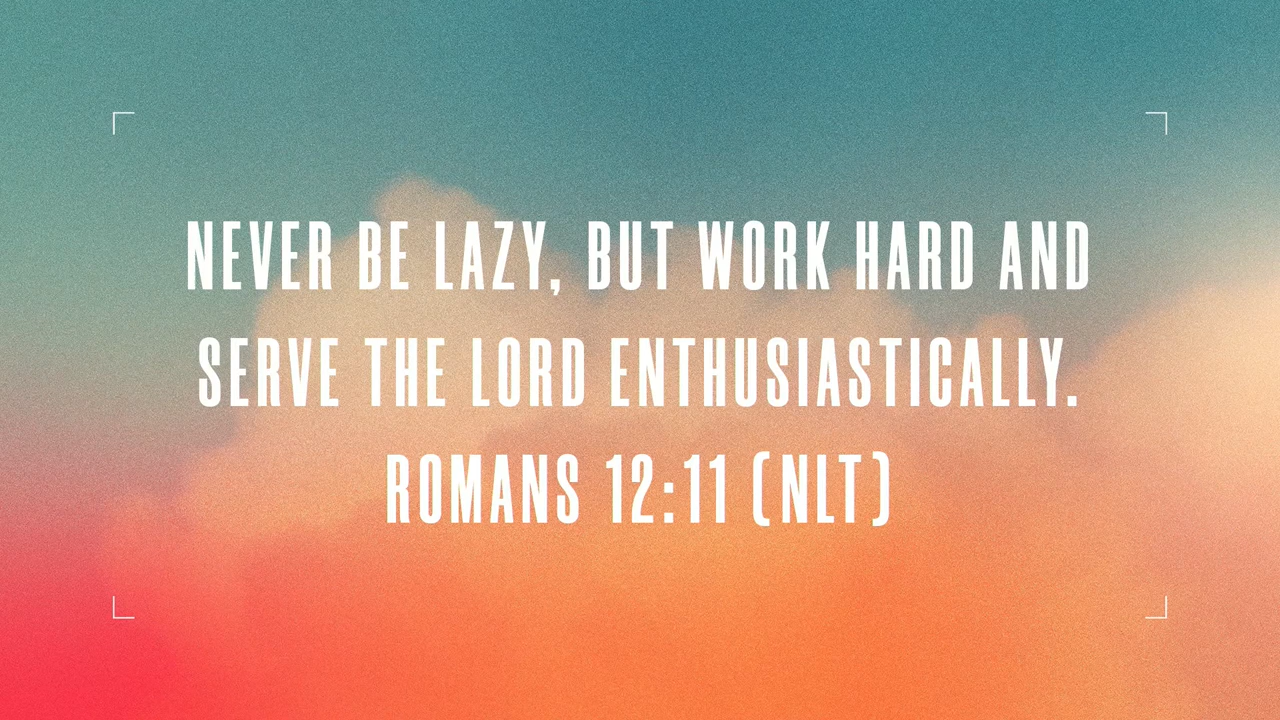 NEVER BE LAZY, BUT WORK HARD AND
SERVE THE LORD ENTHUSIASTICALLY.
ROMANS 12:11 (NLT)